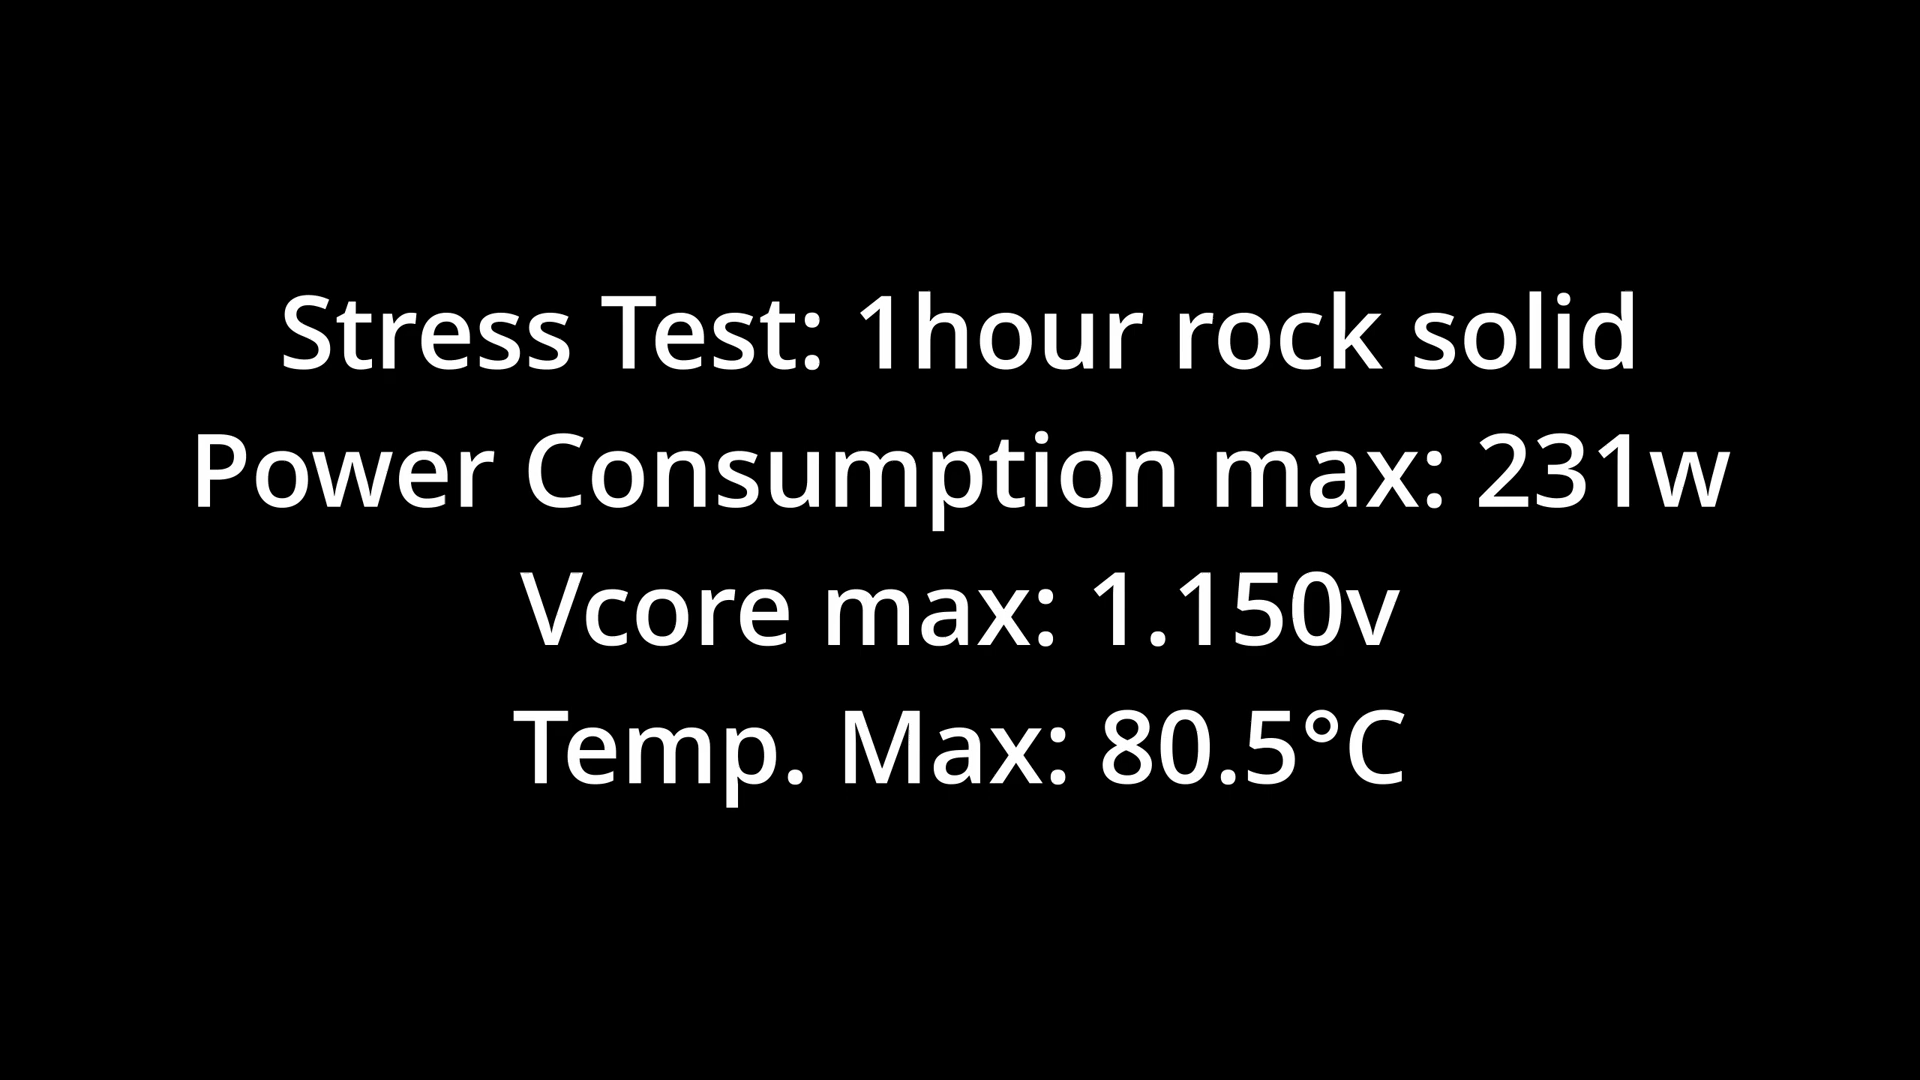 Stress Test: 1hour rock solid
Power Consumption max: 231w
Vcore max: 1.150v
Temp. Max: 80.5°C